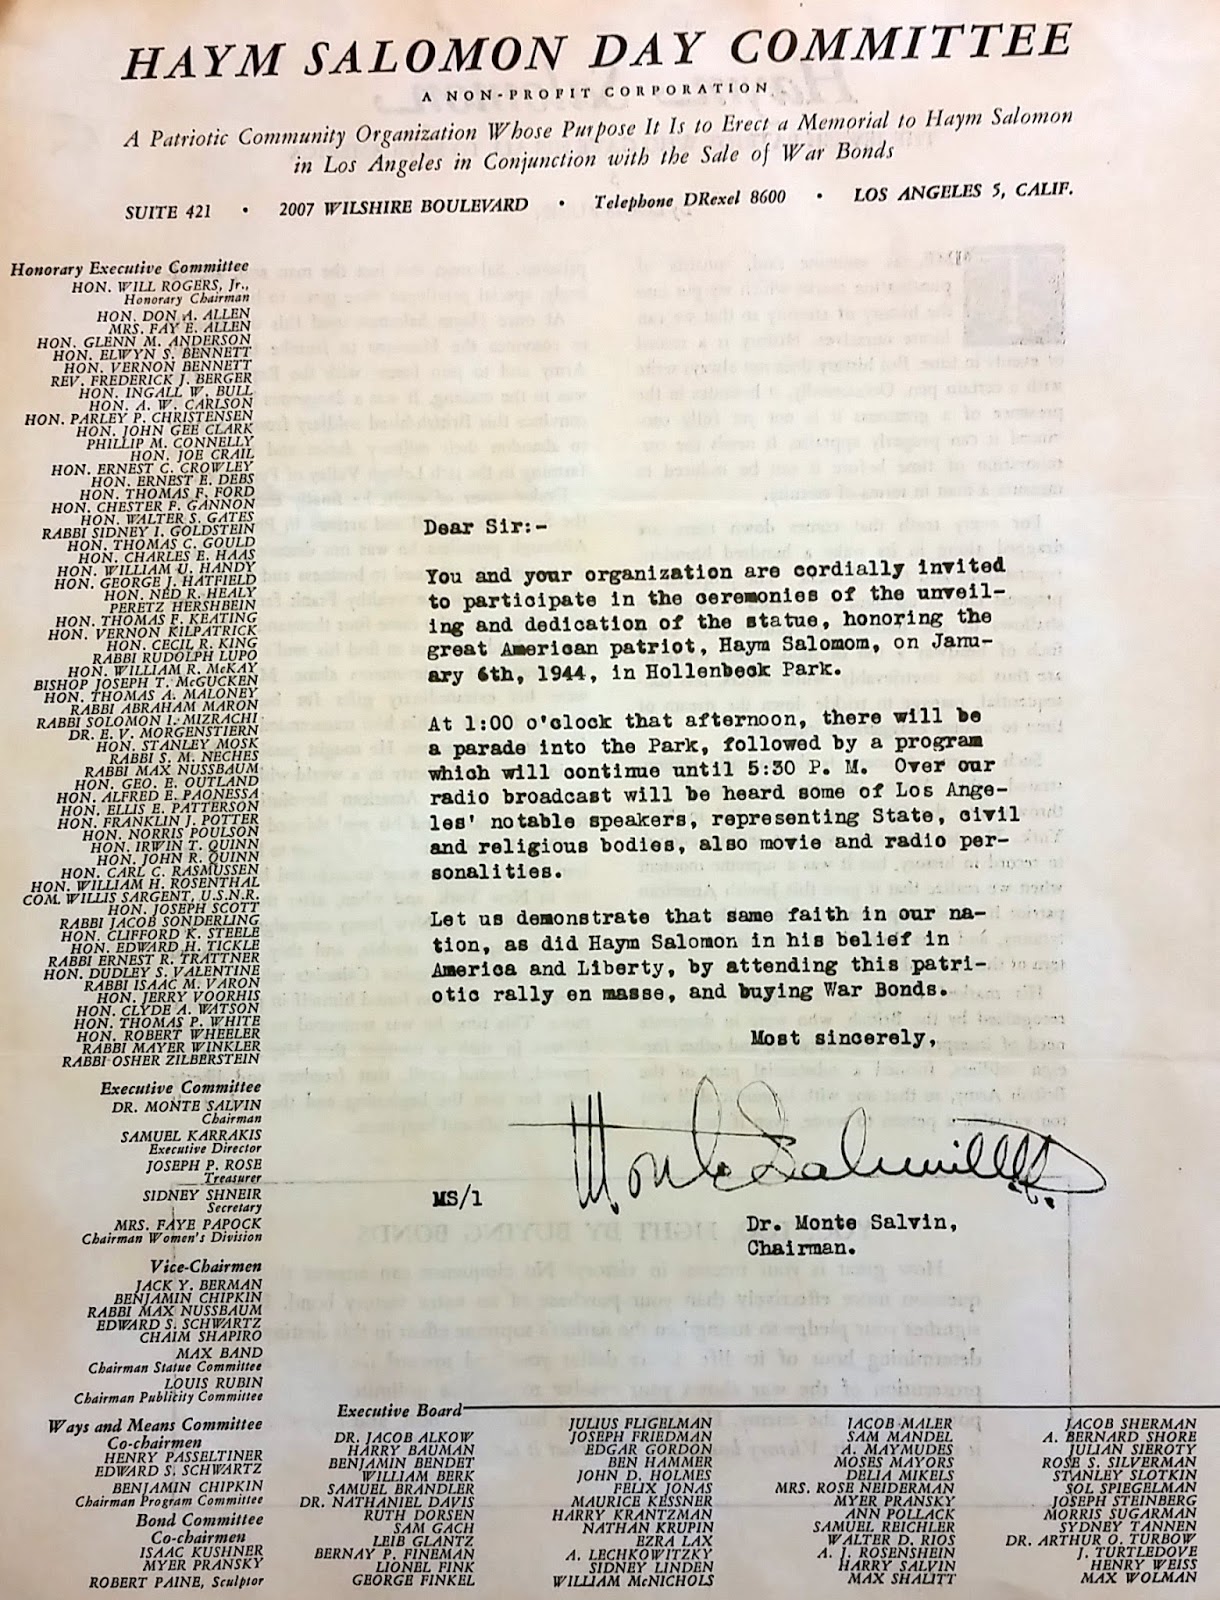 HAYM SALOMON DAY COMMITTEE
A NON-PROFIT CORPORATION
A Patriotic Community Organization Whose Purpose It Is to Erect a Memorial to Haym Salomon
in Los Angeles in Conjunction with the Sale of War Bonds
SUITE 421 • 2007 WILSHIRE BOULEVARD • Telephone DRexel 8600 • LOS ANGELES 5, CALIF.
Honorary Executive Committee
HON. WILL ROGERS, Jr.,
Honorary Chairman
HON. DON A. ALLEN
MRS. FAY E. ALLEN
HON. GLENN M. ANDERSON
HON. ELWYN S. BENNETT
HON. VERNON BENNETT
REV. FREDERICK J. BERGER
HON. INGALL W. BULL
HON. A. W. CARLSON
HON. PARLEY P. CHRISTENSEN
HON. JOHN GEE CLARK
PHILLIP M. CONNELLY
HON. JOE CRAIL
HON. ERNEST C. CROWLEY
HON. ERNEST E. DEBS
HON. THOMAS F. FORD
HON. CHESTER F. GANNON
HON. WALTER S. GATES
RABBI SIDNEY I. GOLDSTEIN
HON. THOMAS C. GOULD
HON. CHARLES E. HAAS
HON. WILLIAM U. HANDY
HON. GEORGE J. HATFIELD
HON. NED R. HEALY
PERETZ HERSHBEIN
HON. THOMAS F. KEATING
HON. VERNON KILPATRICK
HON. CECIL R. KING
RABBI RUDOLPH LUPO
HON. WILLIAM R. McKAY
BISHOP JOSEPH T. McGUCKEN
HON. THOMAS A. MALONEY
RABBI ABRAHAM MARON
RABBI SOLOMON I. MIZRACHI
DR. E. V. MORGENSTIERN
HON. STANLEY MOSK
RABBI S. M. NECHES
RABBI MAX NUSSBAUM
HON. GEO. E. OUTLAND
HON. ALFRED E. PAONESSA
HON. ELLIS E. PATTERSON
HON. FRANKLIN J. POTTER
HON. NORRIS POULSON
HON. IRWIN T. QUINN
HON. JOHN R. QUINN
HON. CARL C. RASMUSSEN
HON. WILLIAM H. ROSENTHAL
COM. WILLIS SARGENT, U.S.N.R.
HON. JOSEPH SCOTT
RABBI JACOB SONDERLING
HON. CLIFFORD K. STEELE
HON. EDWARD H. TICKLE
RABBI ERNEST R. TRATTNER
HON. DUDLEY S. VALENTINE
RABBI ISAAC M. VARON
HON. JERRY VOORHIS
HON. CLYDE A. WATSON
HON. THOMAS P. WHITE
HON. ROBERT WHEELER
RABBI MAYER WINKLER
RABBI OSHER ZILBERSTEIN
Executive Committee
DR. MONTE SALVIN
Chairman
SAMUEL KARRAKIS
Executive Director
JOSEPH P. ROSE
Treasurer
SIDNEY SHNEIR
Secretary
MRS. FAYE PAPOCK
Chairman Women's Division
Vice-Chairmen
JACK Y. BERMAN
BENJAMIN CHIPKIN
RABBI MAX NUSSBAUM
EDWARD S. SCHWARTZ
CHAIM SHAPIRO
MAX BAND
Chairman Statue Committee
LOUIS RUBIN
Chairman Publicity Committee
Ways and Means Committee
Co-chairmen
HENRY PASSELTINER
EDWARD S. SCHWARTZ
BENJAMIN CHIPKIN
Chairman Program Committee
Bond Committee
Co-chairmen
ISAAC KUSHNER
MYER PRANSKY
ROBERT PAINE, Sculptor
Dear Sir:-
You and your organization are cordially invited
to participate in the ceremonies of the unveil-
ing and dedication of the statue, honoring the
great American patriot, Haym Salomom, on Janu-
ary 6th, 1944, in Hollenbeck Park.
At 1:00 o'clock that afternoon, there will be
a parade into the Park, followed by a program
which will continue until 5:30 P. M. Over our
radio broadcast will be heard some of Los Ange-
les' notable speakers, representing State, civil
and religious bodies, also movie and radio per-
sonalities.
Let us demonstrate that same faith in our na-
tion, as did Haym Salomon in his belief in
America and Liberty, by attending this patri-
otic rally en masse, and buying War Bonds.
Most sincerely,
Monte Salvin
MS/1
Dr. Monte Salvin,
Chairman.
Executive Board
DR. JACOB ALKOW
HARRY BAUMAN
BENJAMIN BENDET
WILLIAM BERK
SAMUEL BRANDLER
DR. NATHANIEL DAVIS
RUTH DORSEN
SAM GACH
LEIB GLANTZ
BERNAY P. FINEMAN
LIONEL FINK
GEORGE FINKEL
JULIUS FLIGELMAN
JOSEPH FRIEDMAN
EDGAR GORDON
BEN HAMMER
JOHN D. HOLMES
FELIX JONAS
MAURICE KESSNER
HARRY KRANTZMAN
NATHAN KRUPIN
EZRA LAX
A. LECHKOWITZKY
SIDNEY LINDEN
WILLIAM McNICHOLS
JACOB MALER
SAM MANDEL
A. MAYMUDES
MOSES MAYORS
DELIA MIKELS
MRS. ROSE NEIDERMAN
MYER PRANSKY
ANN POLLACK
SAMUEL REICHLER
WALTER D. RIOS
A. J. ROSENSHEIN
HARRY SALVIN
MAX SHALITT
JACOB SHERMAN
A. BERNARD SHORE
JULIAN SIEROTY
ROSE S. SILVERMAN
STANLEY SLOTKIN
SOL SPIEGELMAN
JOSEPH STEINBERG
MORRIS SUGARMAN
SYDNEY TANNEN
DR. ARTHUR O. TURBOW
J. TURTLEDOVE
HENRY WEISS
MAX WOLMAN